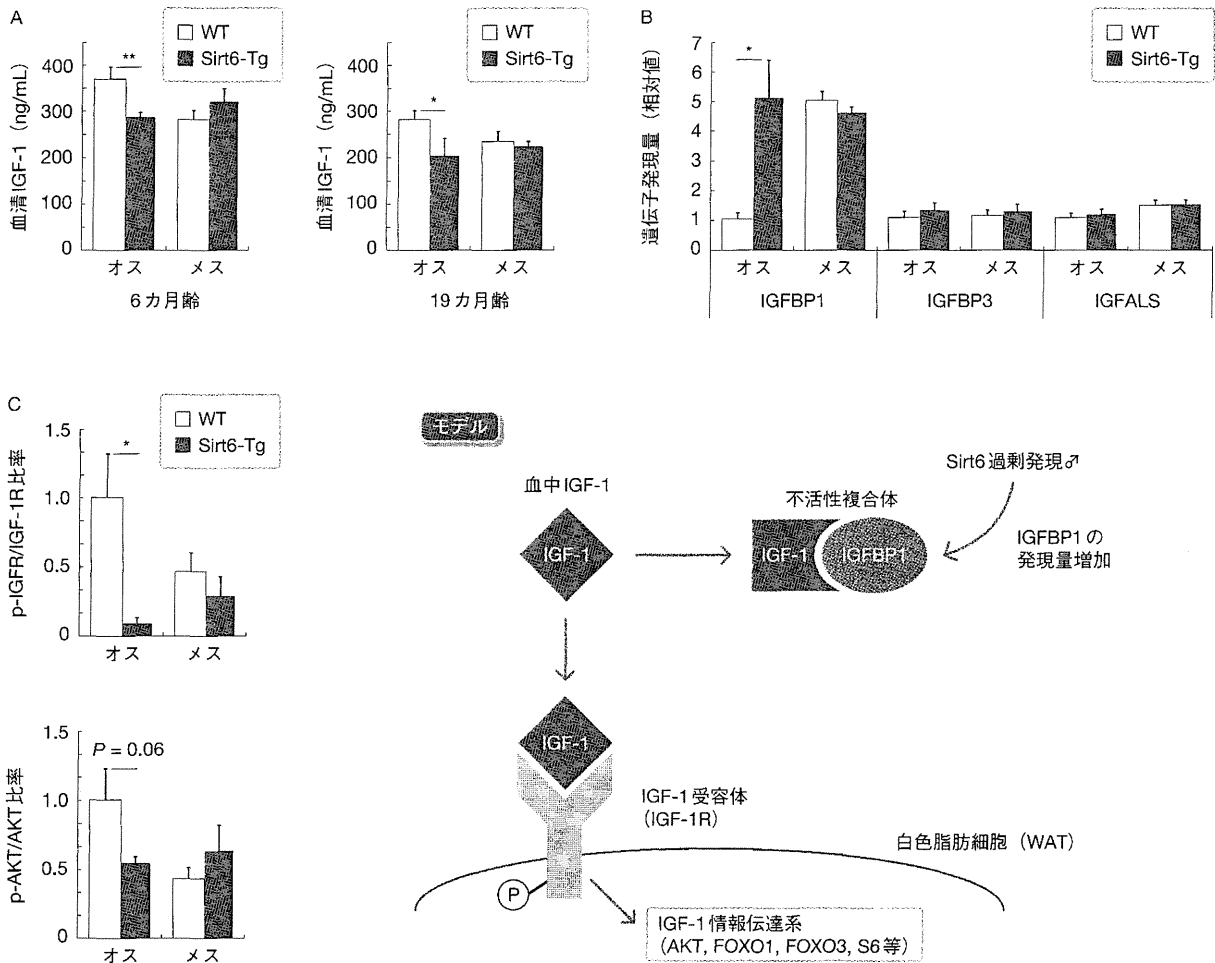 A
WT
Sirt6-Tg
血清IGF-1（ng/mL）
400
300
200
100
0
**
オス
メス
6カ月齢
WT
Sirt6-Tg
血清IGF-1（ng/mL）
400
300
200
100
0
*
オス
メス
19カ月齢
B
WT
Sirt6-Tg
遺伝子発現量（相対値）
7
6
5
4
3
2
1
0
*
オス
メス
オス
メス
オス
メス
IGFBP1
IGFBP3
IGFALS
C
WT
Sirt6-Tg
p-IGFR/IGF-1R比率
1.5
1.0
0.5
0
*
オス
メス
p-AKT/AKT比率
1.5
1.0
0.5
0
P = 0.06
オス
メス
モデル
血中IGF-1
IGF-1
不活性複合体
IGF-1
IGFBP1
Sirt6過剰発現♂
IGFBP1の
発現量増加
IGF-1
IGF-1受容体
（IGF-1R）
白色脂肪細胞（WAT）
P
IGF-1情報伝達系
（AKT, FOXO1, FOXO3, S6等）